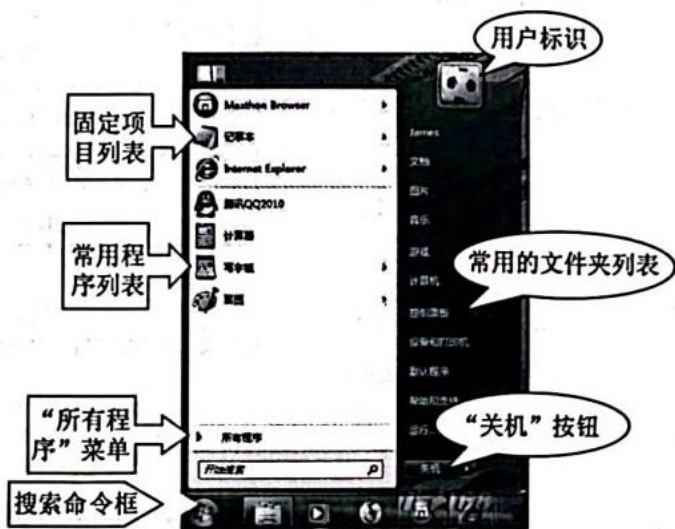 用户标识
固定项
目列表
常用程
序列表
“所有程
序”菜单
搜索命令框
Maxthon Browser
记事本
Internet Explorer
腾讯QQ2010
计算器
写字板
画图
所有程序
开始搜索
James
文档
图片
音乐
游戏
计算机
控制面板
设备和打印机
默认程序
帮助和支持
运行...
关机
常用的文件夹列表
“关机”按钮